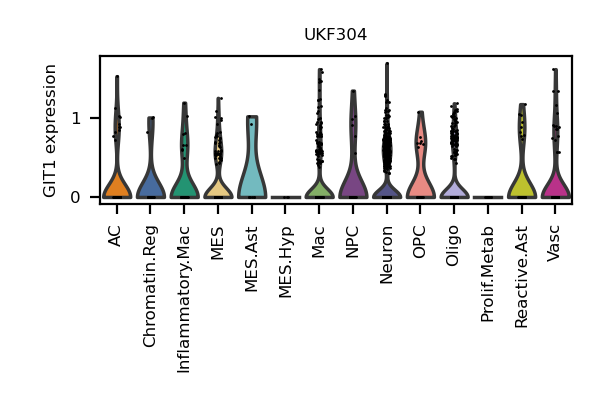 UKF304
GIT1 expression
1
0
AC
Chromatin.Reg
Inflammatory.Mac
MES
MES.Ast
MES.Hyp
Mac
NPC
Neuron
OPC
Oligo
Prolif.Metab
Reactive.Ast
Vasc